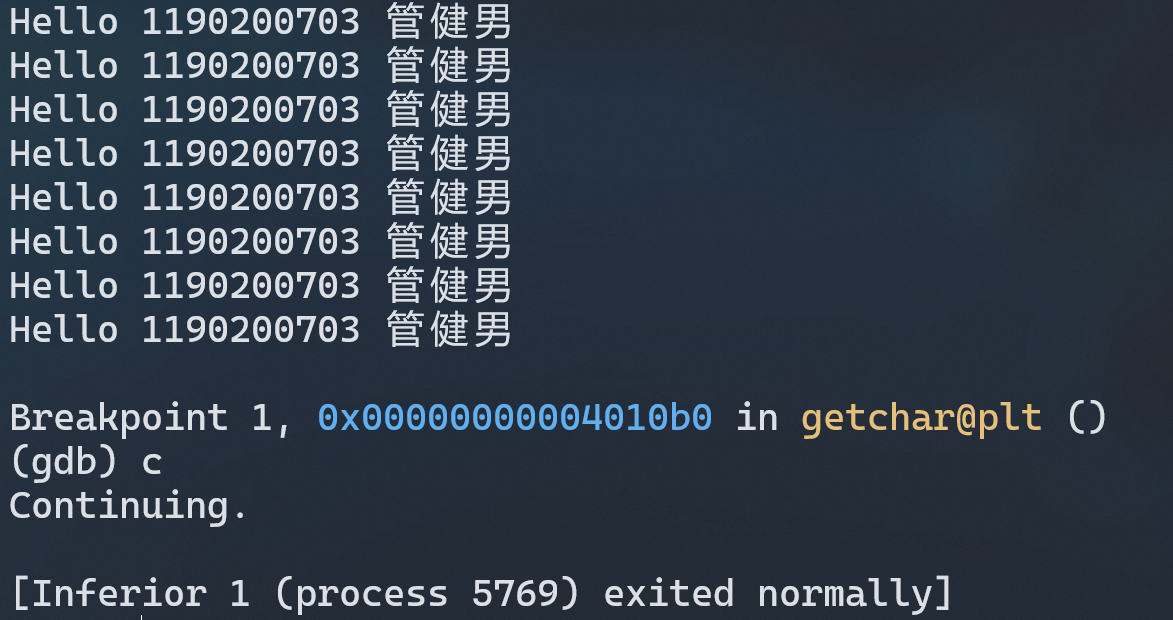 Hello 1190200703 管健男
Hello 1190200703 管健男
Hello 1190200703 管健男
Hello 1190200703 管健男
Hello 1190200703 管健男
Hello 1190200703 管健男
Hello 1190200703 管健男
Hello 1190200703 管健男
Breakpoint 1, 0x00000000004010b0 in getchar@plt ()
(gdb) c
Continuing.
[Inferior 1 (process 5769) exited normally]